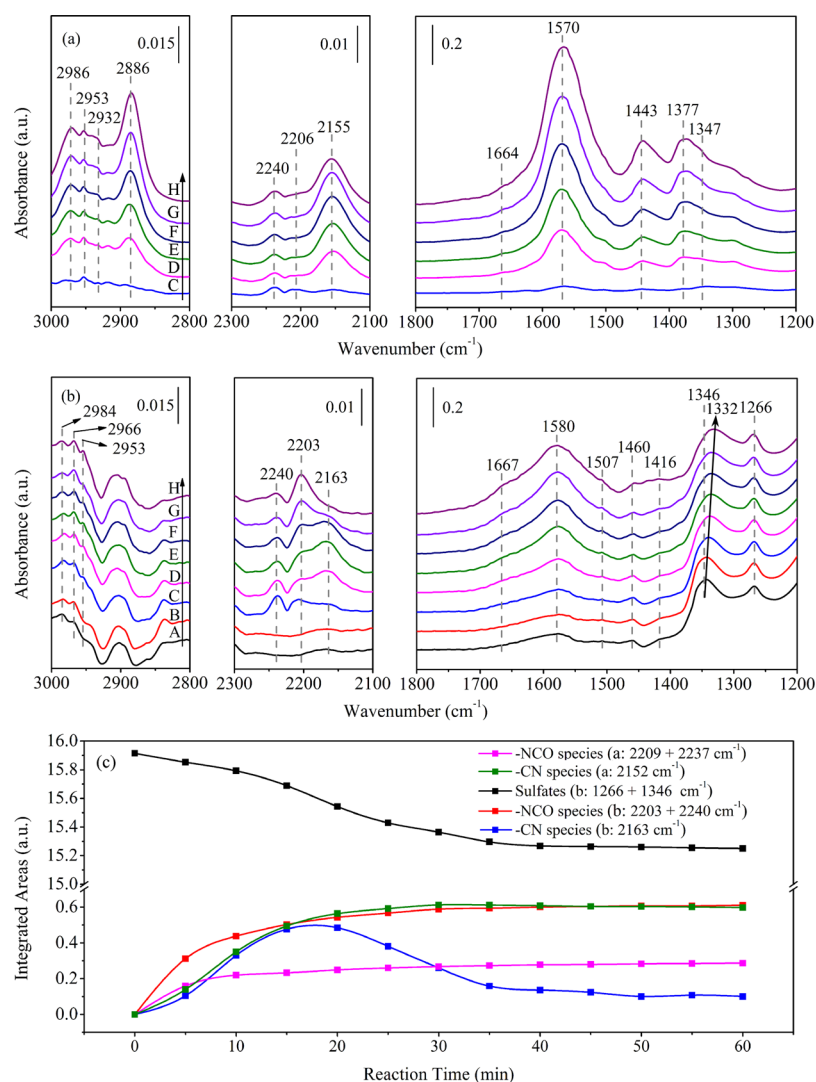 (a) 0.015 0.01 0.2
2986 2953 2932 2886 2240 2206 2155 1664 1570 1443 1377 1347
Absorbance (a.u.)
H
G
F
E
D
C
3000 2900 2800 2300 2200 2100 1800 1700 1600 1500 1400 1300 1200
Wavenumber (cm⁻¹)
(b) 0.015 0.01 0.2
2984 2966 2953 2240 2203 2163 1667 1580 1507 1460 1416 1346 1332 1266
Absorbance (a.u.)
H
G
F
E
D
C
B
A
3000 2900 2800 2300 2200 2100 1800 1700 1600 1500 1400 1300 1200
Wavenumber (cm⁻¹)
(c)
-NCO species (a: 2209 + 2237 cm⁻¹)
-CN species (a: 2152 cm⁻¹)
Sulfates (b: 1266 + 1346 cm⁻¹)
-NCO species (b: 2203 + 2240 cm⁻¹)
-CN species (b: 2163 cm⁻¹)
Integrated Areas (a.u.)
16.0
15.8
15.6
15.4
15.2
15.0
0.6
0.4
0.2
0.0
0 10 20 30 40 50 60
Reaction Time (min)